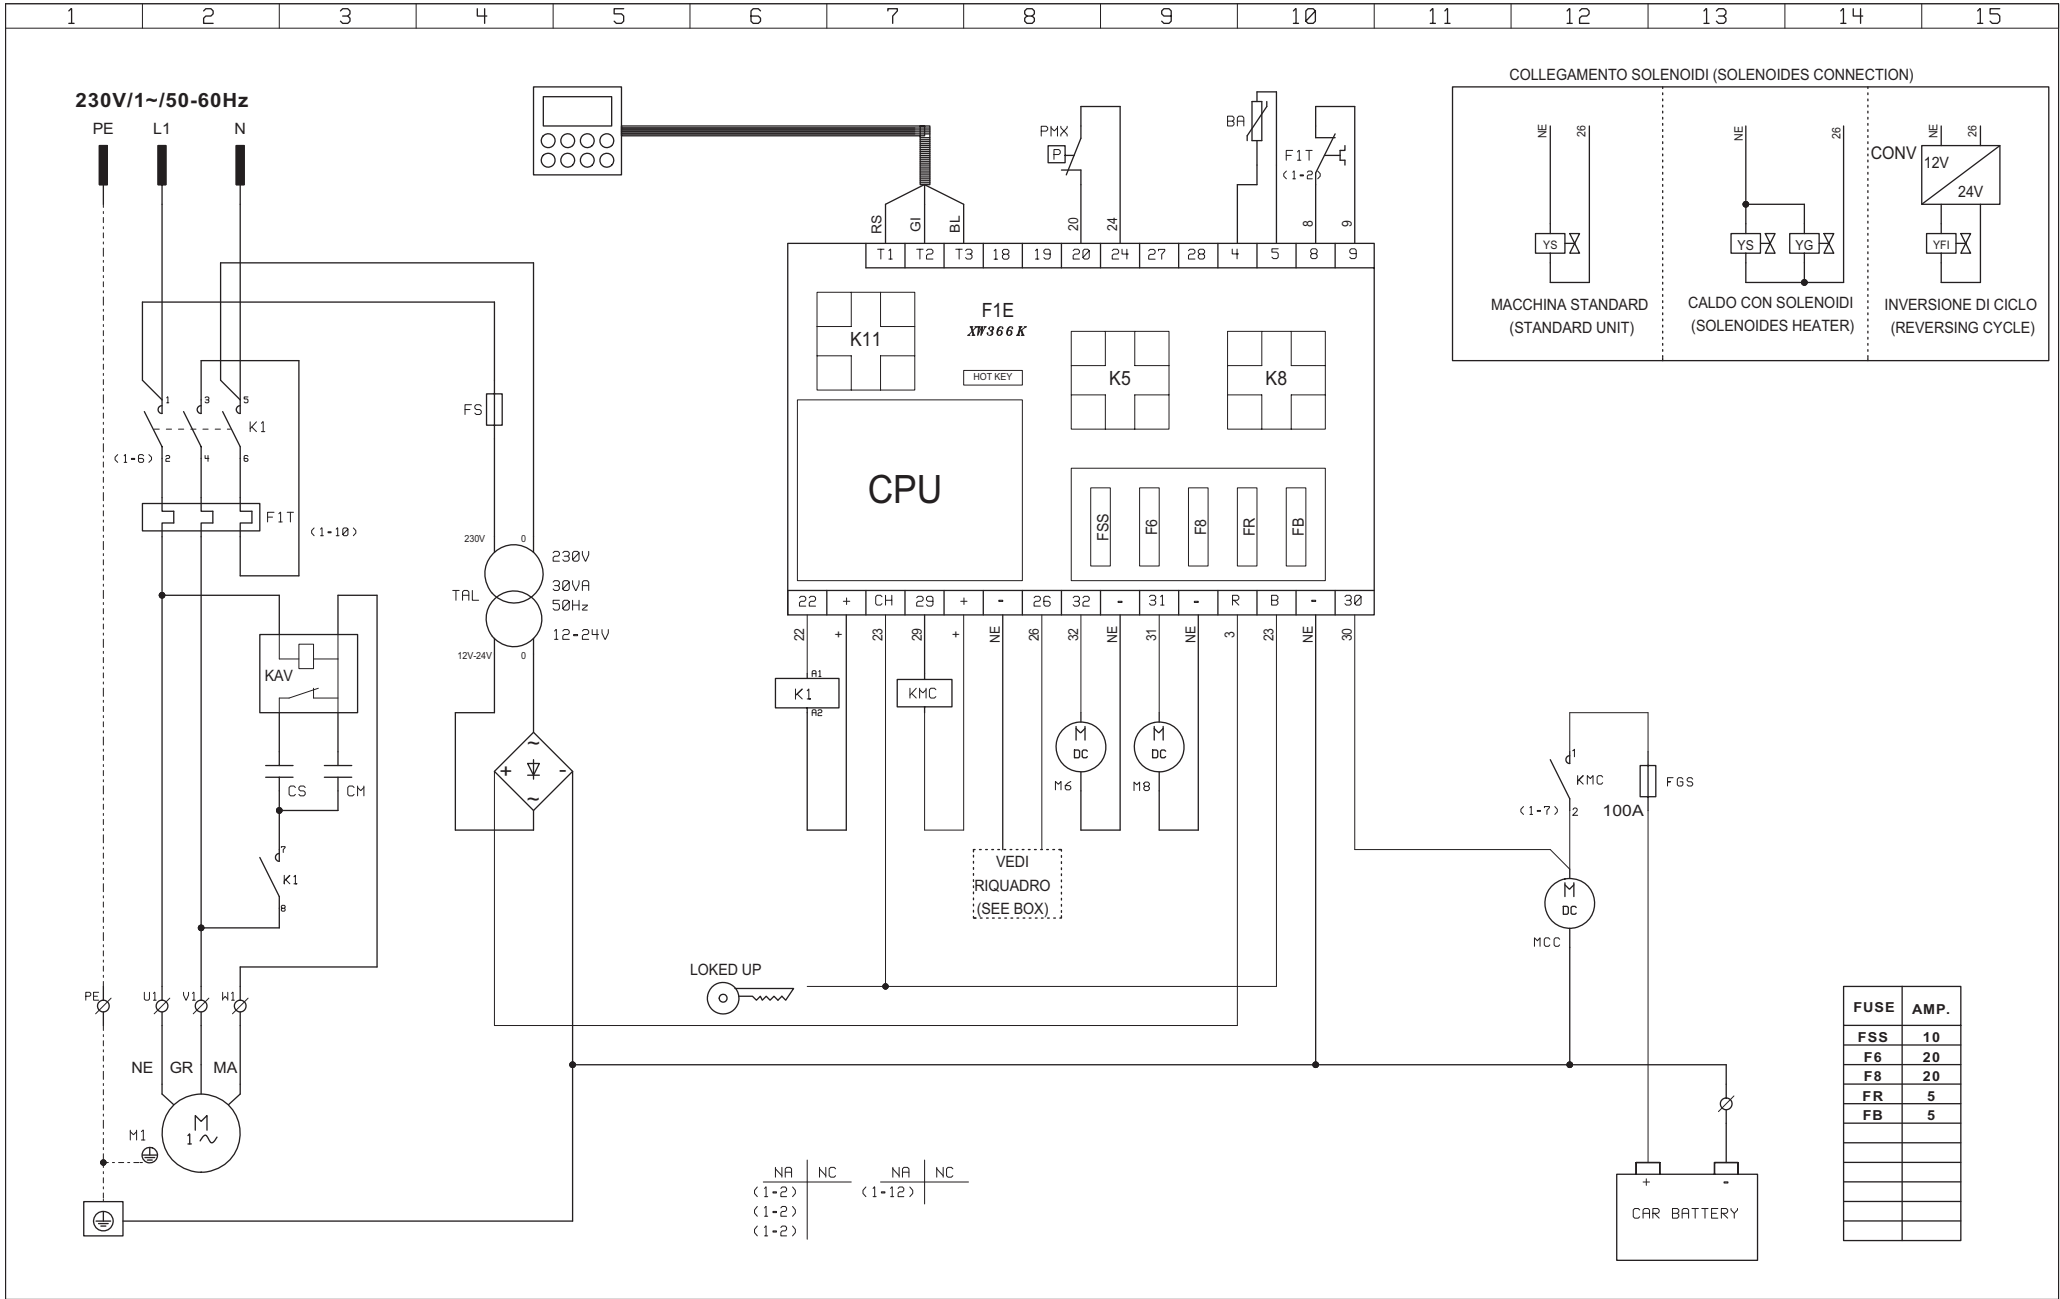 1 2 3 4 5 6 7 8 9 10 11 12 13 14 15
COLLEGAMENTO SOLENOIDI (SOLENOIDES CONNECTION)
230V/1~/50-60Hz
PE L1 N
PMX
P
BA
F1T
(1-2)
NE 26
NE 26
NE 26
CONV
12V
24V
YS
YS YG
YFI
MACCHINA STANDARD
(STANDARD UNIT)
CALDO CON SOLENOIDI
(SOLENOIDES HEATER)
INVERSIONE DI CICLO
(REVERSING CYCLE)
RS GI BL 20 24 8 9
T1 T2 T3 18 19 20 24 27 28 4 5 8 9
F1E
XW366K
HOT KEY
K11
K5
K8
CPU
FSS F6 F8 FR FB
22 + CH 29 + - 26 32 - 31 - R B - 30
22 + 23 29 + NE 26 32 NE 31 NE 3 23 NE 30
1 3 5
K1
(1-6) 2 4 6
F1T
(1-10)
FS
230V 0
230V
30VA
50Hz
12-24V
TAL
12V-24V 0
KAV
CS CM
7
K1
8
+ ~ - ~
A1
K1
A2
KMC
M
DC
M6
M
DC
M8
VEDI
RIQUADRO
(SEE BOX)
1
KMC
(1-7) 2
100A
FGS
M
DC
MCC
LOKED UP
PE U1 V1 W1
NE GR MA
M
1~
M1
NA NC
(1-2)
(1-2)
(1-2)
NA NC
(1-12)
+ -
CAR BATTERY
FUSE AMP.
FSS 10
F6 20
F8 20
FR 5
FB 5